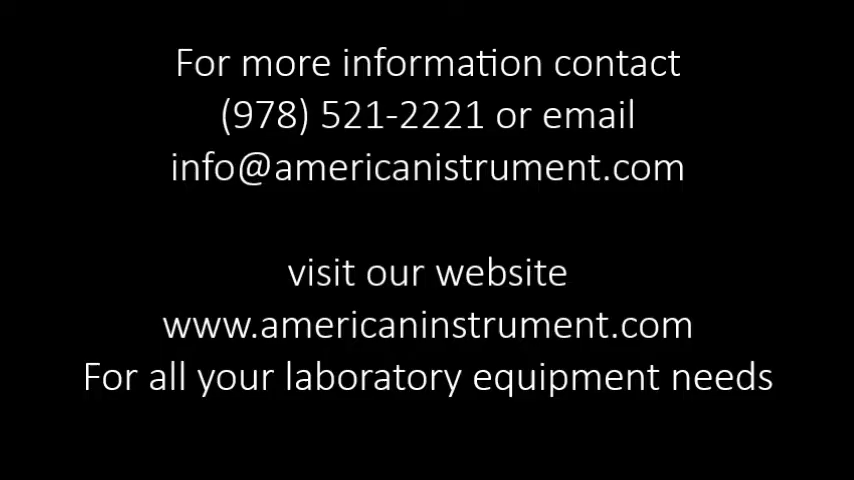 For more information contact
(978) 521-2221 or email
info@americanistrument.com
visit our website
www.americaninstrument.com
For all your laboratory equipment needs